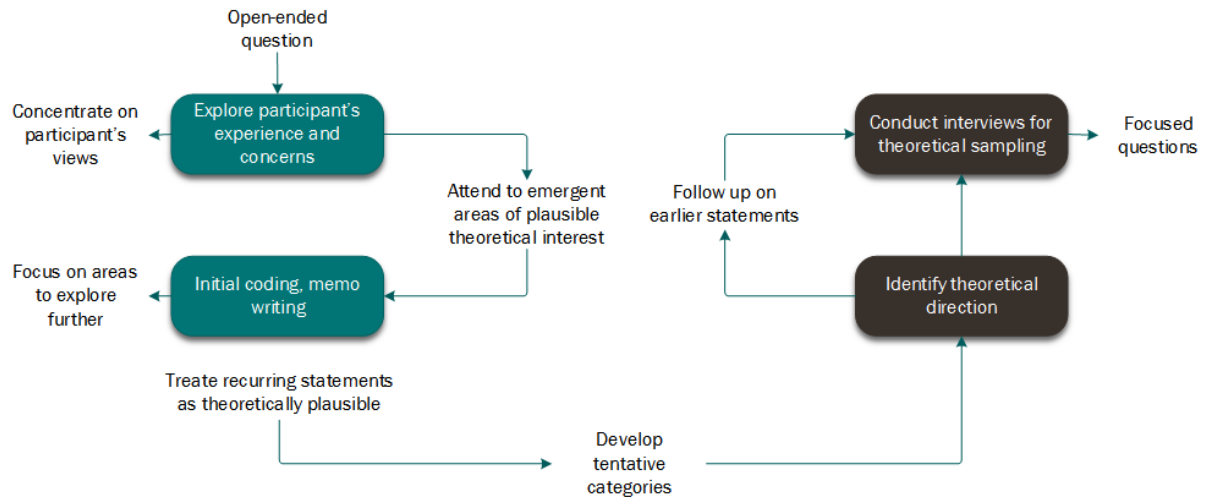 Open-ended
question
Concentrate on
participant's
views
Explore participant's
experience and
concerns
Attend to emergent
areas of plausible
theoretical interest
Focus on areas
to explore
further
Initial coding, memo
writing
Treate recurring statements
as theoretically plausible
Develop
tentative
categories
Identify theoretical
direction
Follow up on
earlier statements
Conduct interviews for
theoretical sampling
Focused
questions